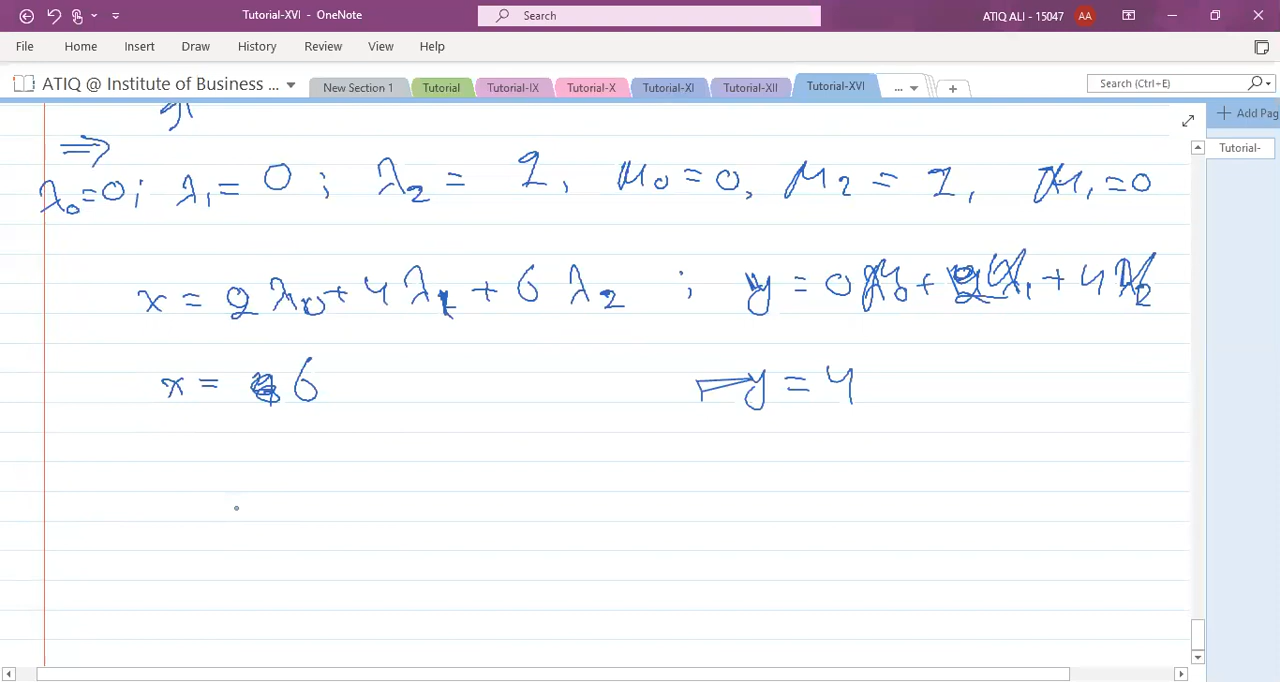 Tutorial-XVI - OneNote
Search
ATIQ ALI - 15047 AA
File Home Insert Draw History Review View Help
ATIQ @ Institute of Business ... New Section 1 Tutorial Tutorial-IX Tutorial-X Tutorial-XI Tutorial-XII Tutorial-XVI ... Search (Ctrl+E)
Add Pag
Tutorial-
⇒
λ₀=0; λ₁= 0; λ₂ = 1, μ₀=0, μ₂ = 1, μ₁=0
x = 2λ₀+4λ₁+6λ₂ ; y = 0μ₀+2μ₁+4μ₂
x = 6 y = 4